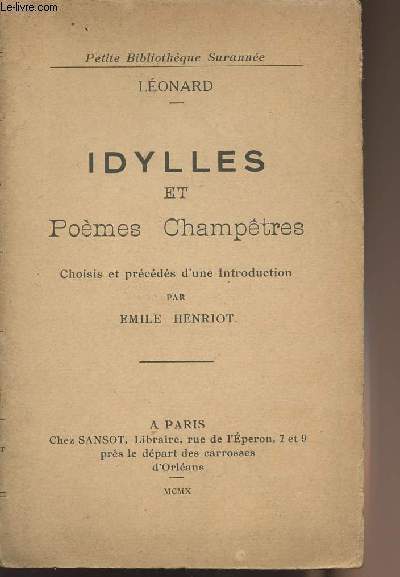 © Le-livre.com
Petite Bibliothèque Surannée
LÉONARD
IDYLLES
ET
Poèmes Champêtres
Choisis et précédés d'une Introduction
PAR
EMILE HENRIOT
A PARIS
Chez SANSOT, Libraire, rue de l'Éperon, 7 et 9
près le départ des carrosses
d'Orléans
MCMX